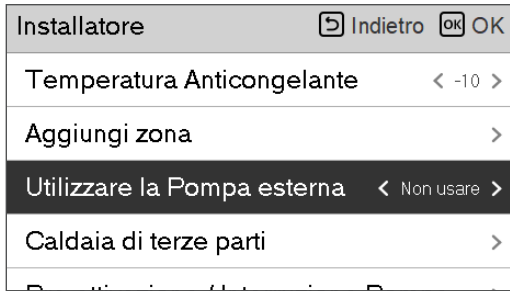 Installatore Indietro OK OK
Temperatura Anticongelante < -10 >
Aggiungi zona >
Utilizzare la Pompa esterna < Non usare >
Caldaia di terze parti >